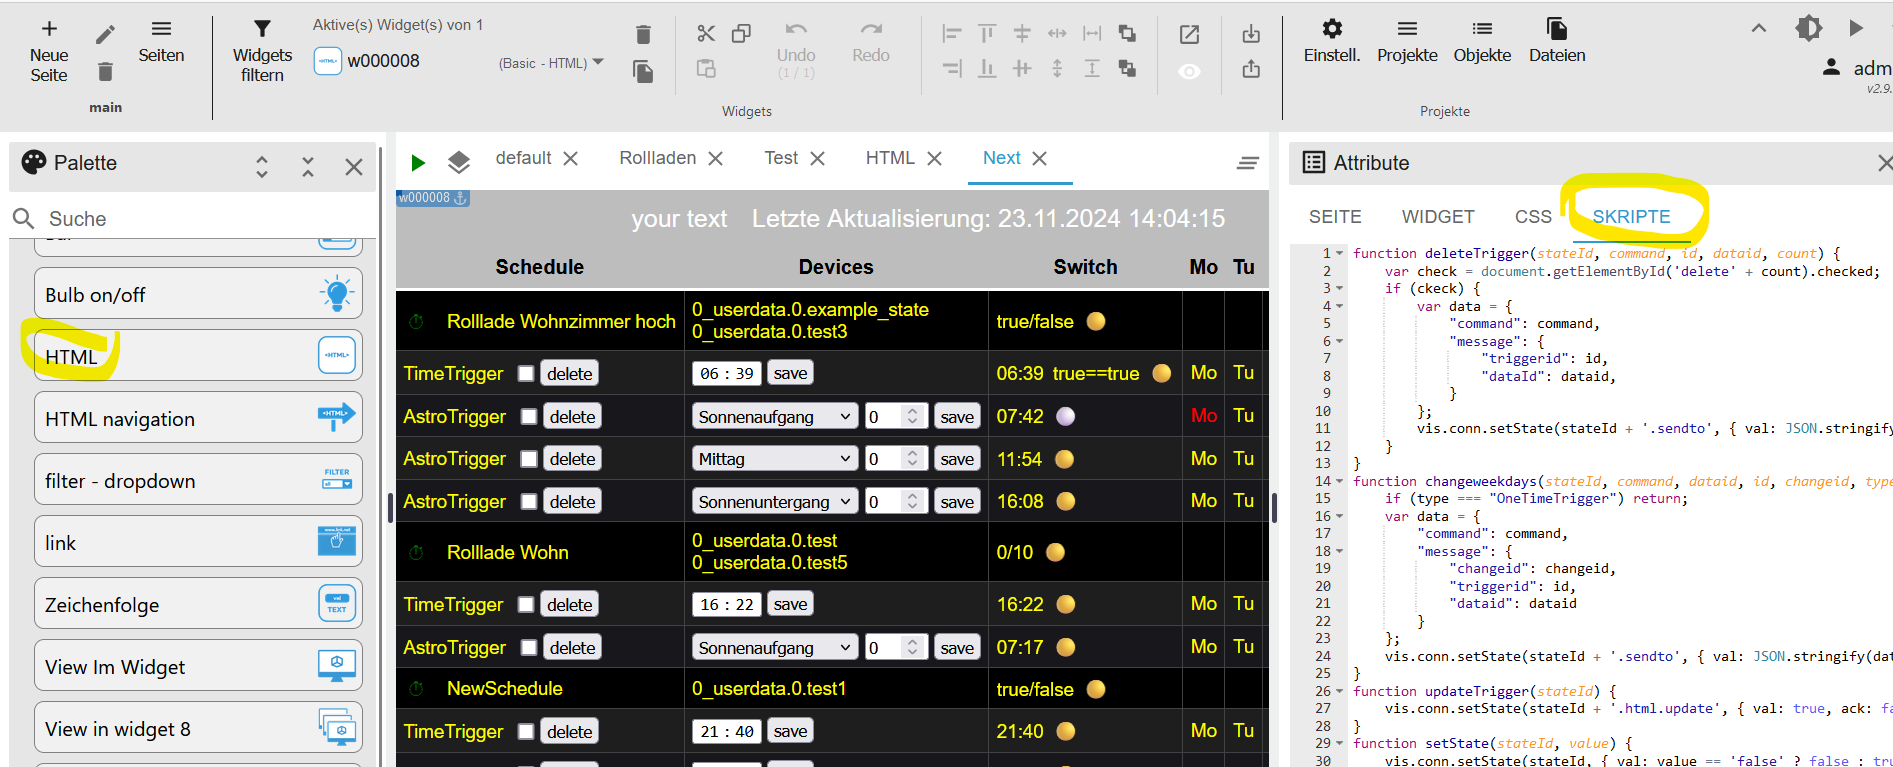 Neue
Seite
main
Seiten
Widgets
filtern
Aktive(s) Widget(s) von 1
w000008
(Basic - HTML)
Undo
(1 / 1)
Redo
Widgets
Einstell.
Projekte
Objekte
Dateien
Projekte
adm
v2.9.
Palette
Suche
Bulb on/off
HTML
<HTML>
HTML navigation
<HTML>
filter - dropdown
FILTER
all
link
Zeichenfolge
val
TEXT
View Im Widget
View in widget 8
default
Rollladen
Test
HTML
Next
w000008
your text Letzte Aktualisierung: 23.11.2024 14:04:15
Schedule Devices Switch Mo Tu
Rolllade Wohnzimmer hoch 0_userdata.0.example_state
0_userdata.0.test3 true/false
TimeTrigger delete 06 : 39 save 06:39 true==true Mo Tu
AstroTrigger delete Sonnenaufgang 0 save 07:42 Mo Tu
AstroTrigger delete Mittag 0 save 11:54 Mo Tu
AstroTrigger delete Sonnenuntergang 0 save 16:08 Mo Tu
Rolllade Wohn 0_userdata.0.test
0_userdata.0.test5 0/10
TimeTrigger delete 16 : 22 save 16:22 Mo Tu
AstroTrigger delete Sonnenaufgang 0 save 07:17 Mo Tu
NewSchedule 0_userdata.0.test1 true/false
TimeTrigger delete 21 : 40 save 21:40 Mo Tu
Attribute
SEITE WIDGET CSS SKRIPTE
1 function deleteTrigger(stateId, command, id, dataid, count) {
2 var check = document.getElementById('delete' + count).checked;
3 if (ckeck) {
4 var data = {
5 "command": command,
6 "message": {
7 "triggerid": id,
8 "dataId": dataid,
9 }
10 };
11 vis.conn.setState(stateId + '.sendto', { val: JSON.stringify
12 }
13 }
14 function changeweekdays(stateId, command, dataid, id, changeid, type
15 if (type === "OneTimeTrigger") return;
16 var data = {
17 "command": command,
18 "message": {
19 "changeid": changeid,
20 "triggerid": id,
21 "dataid": dataid
22 }
23 };
24 vis.conn.setState(stateId + '.sendto', { val: JSON.stringify(dat
25 }
26 function updateTrigger(stateId) {
27 vis.conn.setState(stateId + '.html.update', { val: true, ack: fa
28 }
29 function setState(stateId, value) {
30 vis.conn.setState(stateId, { val: value == 'false' ? false : tru